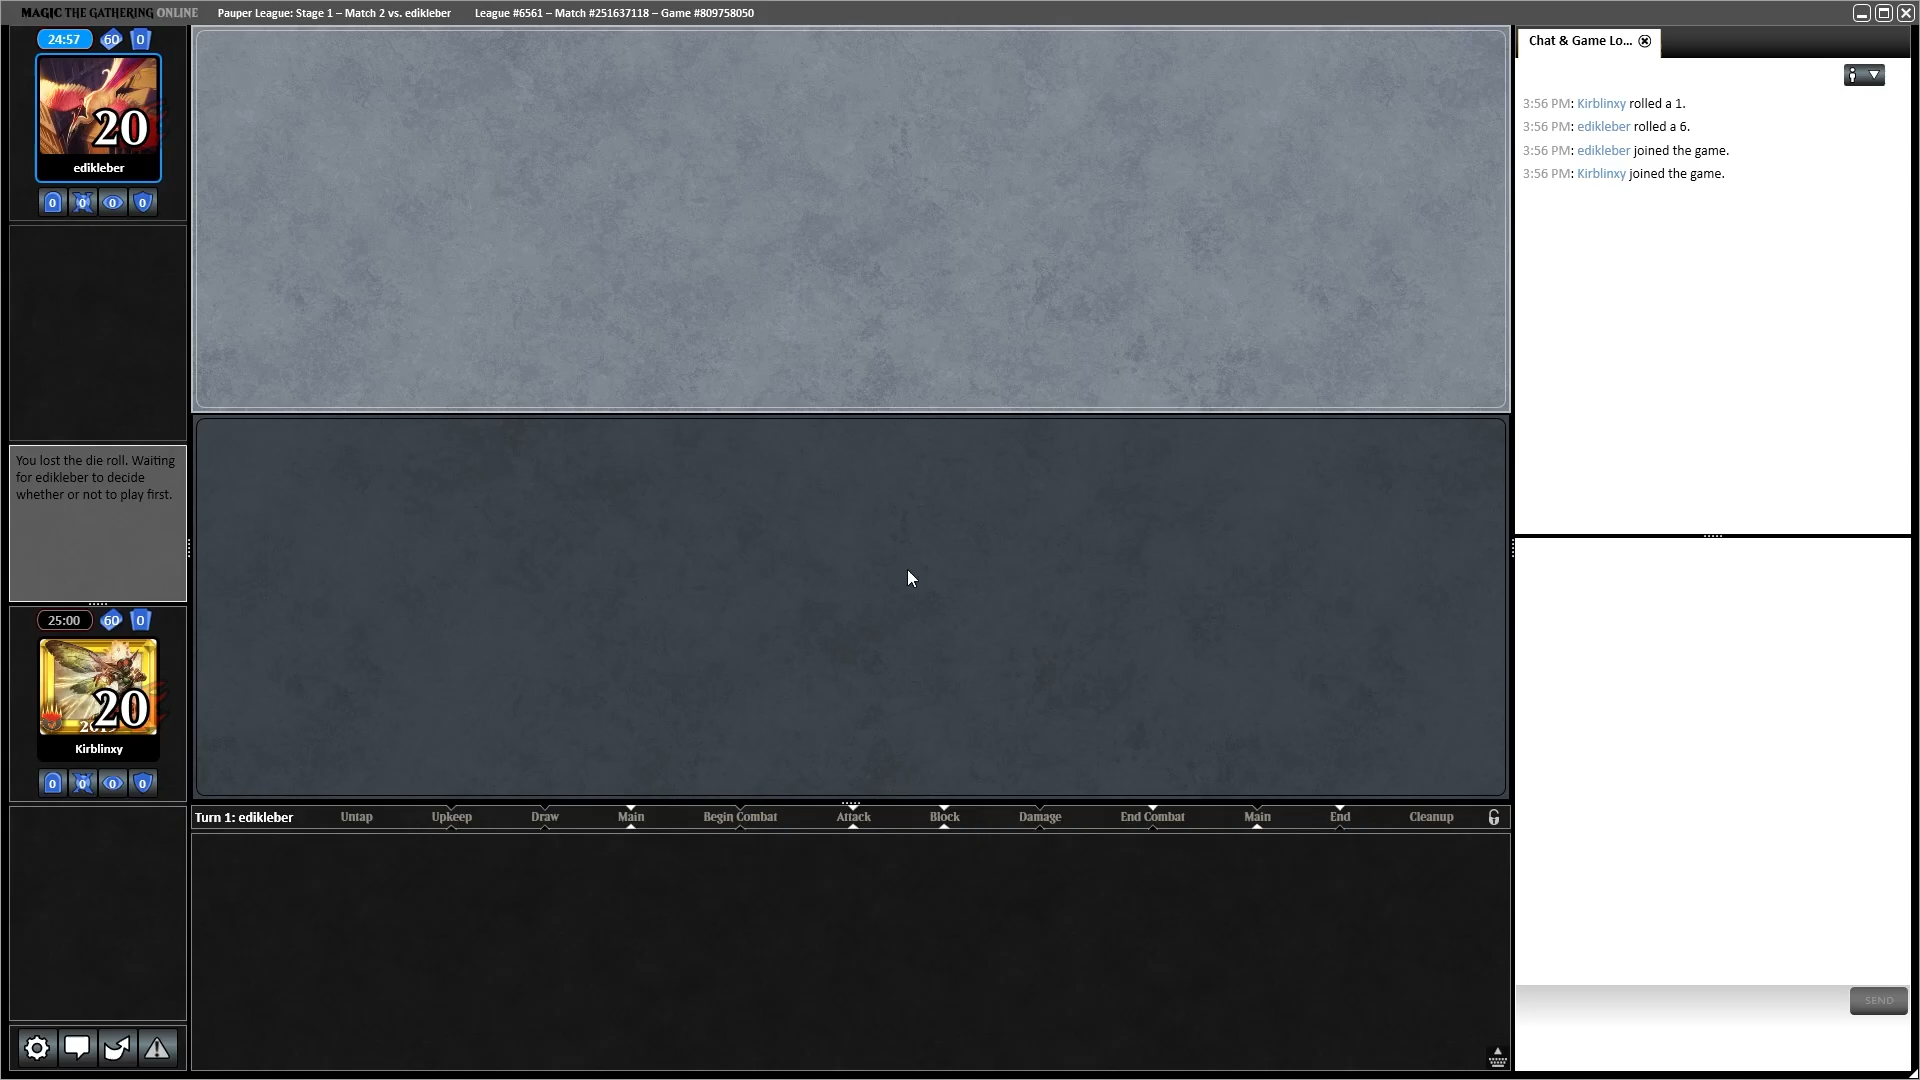 MAGIC THE GATHERING ONLINE
Pauper League: Stage 1 – Match 2 vs. edikleber
League #6561 – Match #251637118 – Game #809758050
24:57
60
0
20
edikleber
0
0
0
0
You lost the die roll. Waiting
for edikleber to decide
whether or not to play first.
25:00
60
0
20
Kirblinxy
0
0
0
0
Turn 1: edikleber
Untap
Upkeep
Draw
Main
Begin Combat
Attack
Block
Damage
End Combat
Main
End
Cleanup
Chat & Game Lo...
3:56 PM: Kirblinxy rolled a 1.
3:56 PM: edikleber rolled a 6.
3:56 PM: edikleber joined the game.
3:56 PM: Kirblinxy joined the game.
SEND